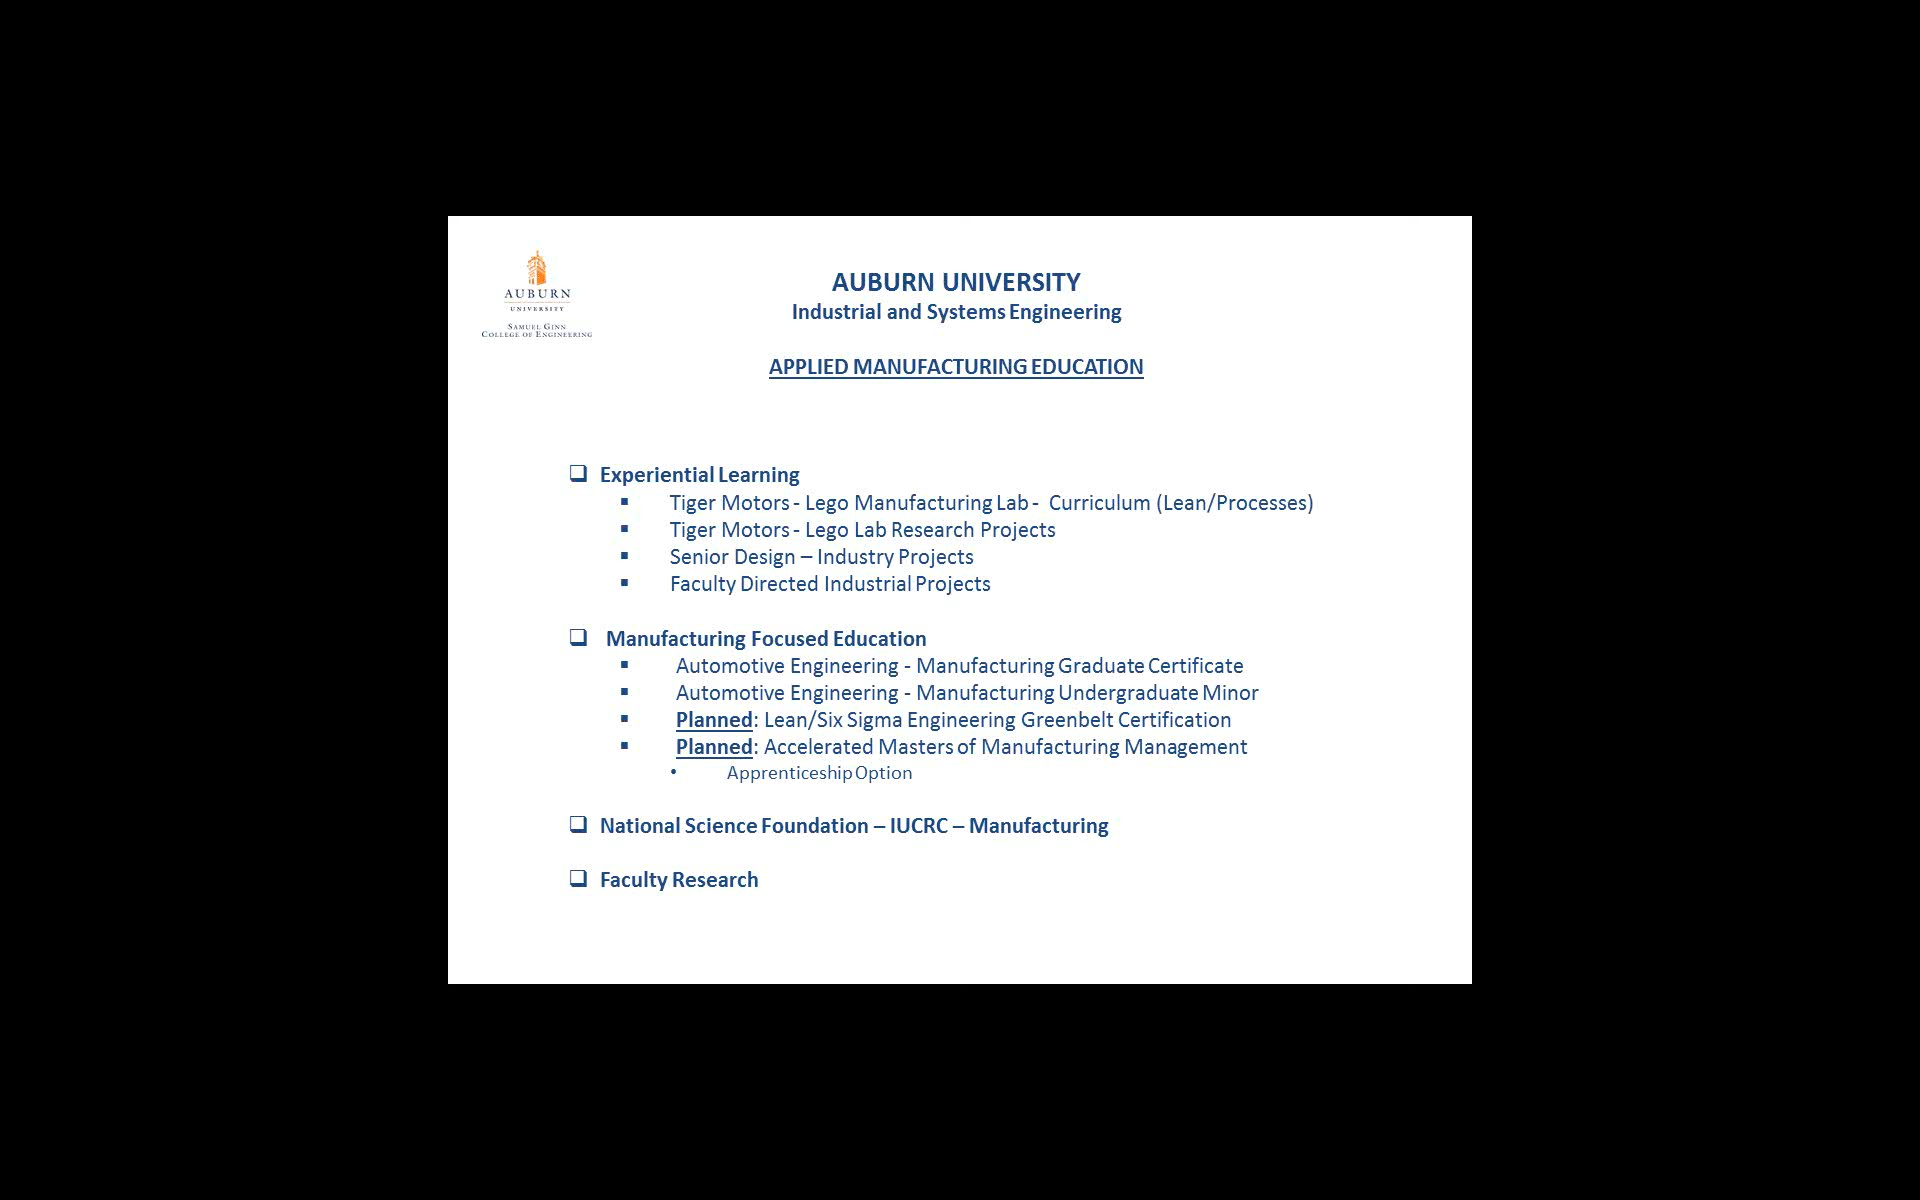 AUBURN
UNIVERSITY
SAMUEL GINN
COLLEGE OF ENGINEERING
AUBURN UNIVERSITY
Industrial and Systems Engineering
APPLIED MANUFACTURING EDUCATION
❑ Experiential Learning
▪ Tiger Motors - Lego Manufacturing Lab - Curriculum (Lean/Processes)
▪ Tiger Motors - Lego Lab Research Projects
▪ Senior Design – Industry Projects
▪ Faculty Directed Industrial Projects
❑ Manufacturing Focused Education
▪ Automotive Engineering - Manufacturing Graduate Certificate
▪ Automotive Engineering - Manufacturing Undergraduate Minor
▪ Planned: Lean/Six Sigma Engineering Greenbelt Certification
▪ Planned: Accelerated Masters of Manufacturing Management
• Apprenticeship Option
❑ National Science Foundation – IUCRC – Manufacturing
❑ Faculty Research